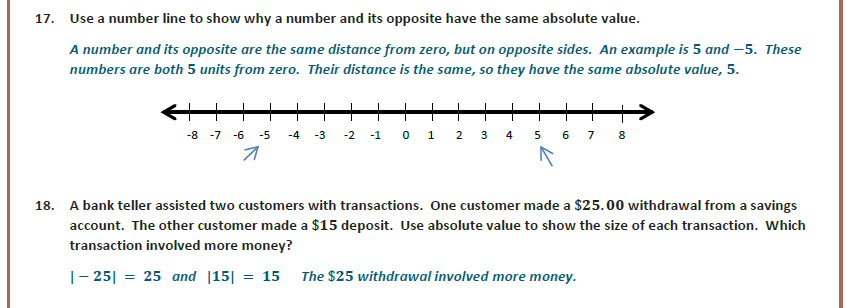 17. Use a number line to show why a number and its opposite have the same absolute value.
A number and its opposite are the same distance from zero, but on opposite sides. An example is 5 and −5. These
numbers are both 5 units from zero. Their distance is the same, so they have the same absolute value, 5.
-8 -7 -6 -5 -4 -3 -2 -1 0 1 2 3 4 5 6 7 8
18. A bank teller assisted two customers with transactions. One customer made a $25.00 withdrawal from a savings
account. The other customer made a $15 deposit. Use absolute value to show the size of each transaction. Which
transaction involved more money?
|− 25| = 25 and |15| = 15 The $25 withdrawal involved more money.